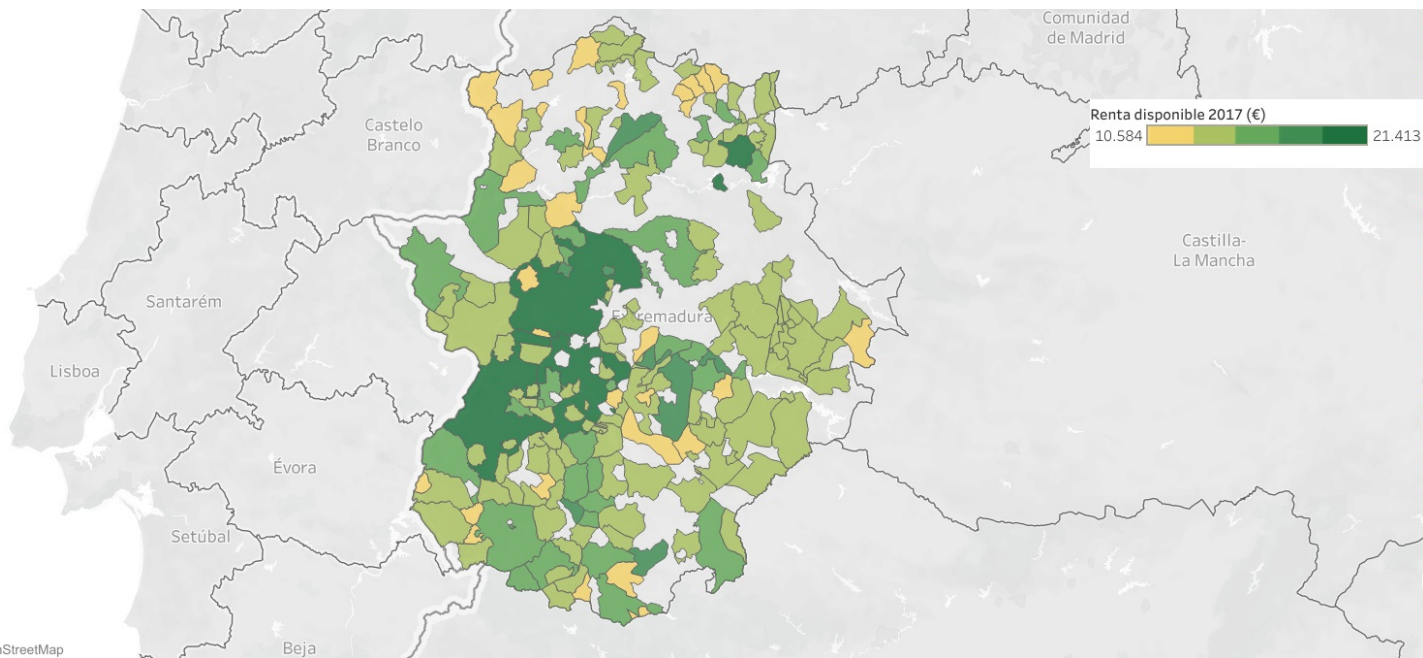 Comunidad
de Madrid
Renta disponible 2017 (€)
10.584
21.413
Castelo
Branco
Castilla-
La Mancha
Santarém
Extremadura
Lisboa
Évora
Setúbal
Beja
nStreetMap